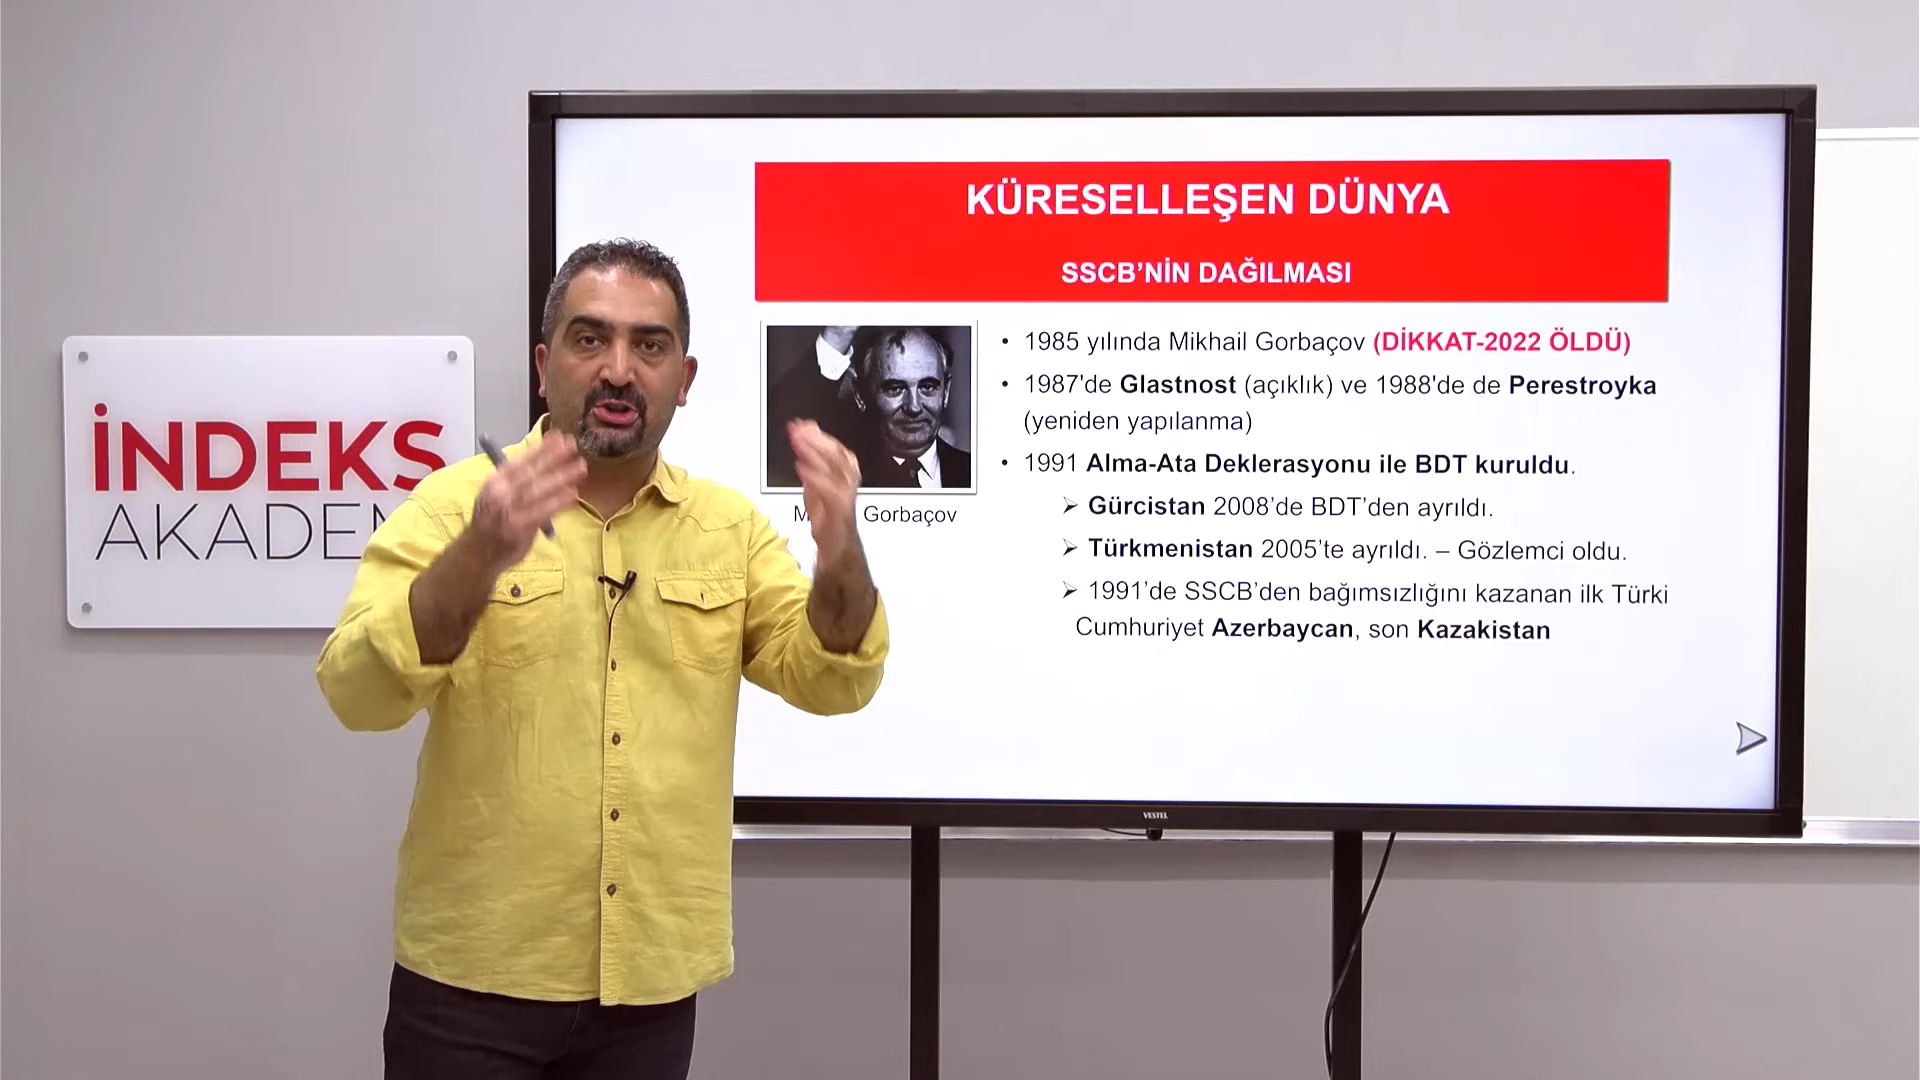 İNDEKS
AKADEM
KÜRESELLEŞEN DÜNYA
SSCB’NİN DAĞILMASI
Gorbaçov
• 1985 yılında Mikhail Gorbaçov (DİKKAT-2022 ÖLDÜ)
• 1987'de Glastnost (açıklık) ve 1988'de de Perestroyka
(yeniden yapılanma)
• 1991 Alma-Ata Deklerasyonu ile BDT kuruldu.
➢ Gürcistan 2008’de BDT’den ayrıldı.
➢ Türkmenistan 2005’te ayrıldı. – Gözlemci oldu.
➢ 1991’de SSCB’den bağımsızlığını kazanan ilk Türki
Cumhuriyet Azerbaycan, son Kazakistan
VESTEL